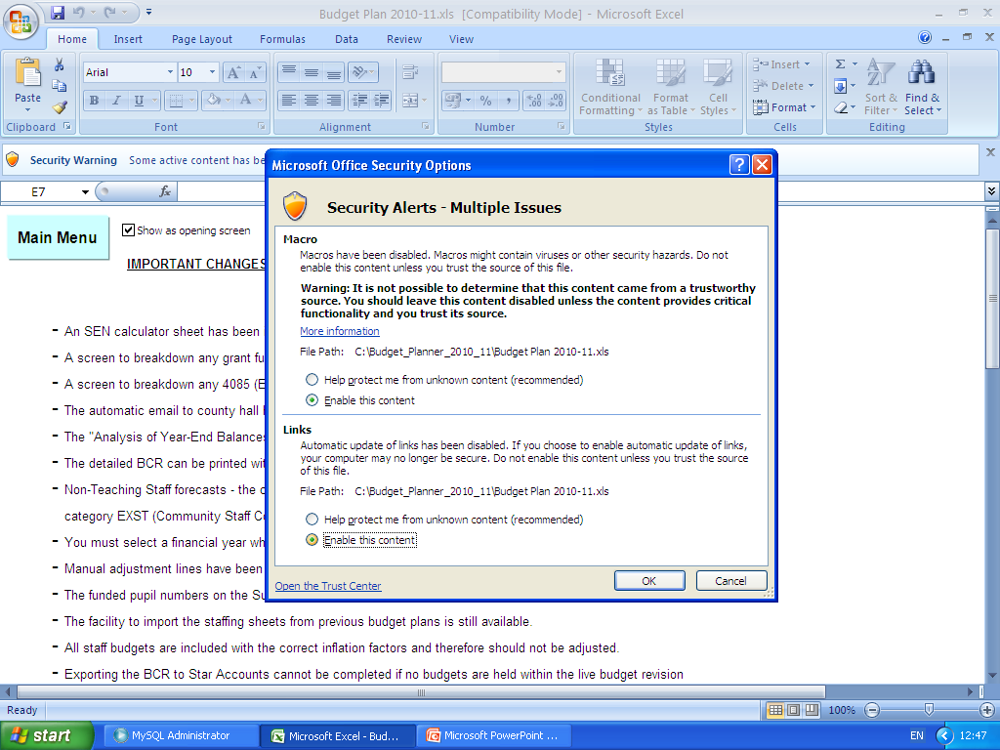 Budget Plan 2010-11.xls [Compatibility Mode] - Microsoft Excel
Home Insert Page Layout Formulas Data Review View
Paste
Arial 10
B I U
A A
A
% ,
Conditional Formatting
Format as Table
Cell Styles
Insert
Delete
Format
Σ
Sort & Filter
Find & Select
Clipboard Font Alignment Number Styles Cells Editing
Security Warning Some active content has be
E7 fx
Main Menu
Show as opening screen
IMPORTANT CHANGES
- An SEN calculator sheet has been
- A screen to breakdown any grant fu
- A screen to breakdown any 4085 (E
- The automatic email to county hall
- The "Analysis of Year-End Balances
- The detailed BCR can be printed wit
- Non-Teaching Staff forecasts - the c
category EXST (Community Staff Co
- You must select a financial year wh
- Manual adjustment lines have been
- The funded pupil numbers on the Su
- The facility to import the staffing sheets from previous budget plans is still available.
- All staff budgets are included with the correct inflation factors and therefore should not be adjusted.
- Exporting the BCR to Star Accounts cannot be completed if no budgets are held within the live budget revision
Microsoft Office Security Options
Security Alerts - Multiple Issues
Macro
Macros have been disabled. Macros might contain viruses or other security hazards. Do not
enable this content unless you trust the source of this file.
Warning: It is not possible to determine that this content came from a trustworthy
source. You should leave this content disabled unless the content provides critical
functionality and you trust its source.
More information
File Path: C:\Budget_Planner_2010_11\Budget Plan 2010-11.xls
Help protect me from unknown content (recommended)
Enable this content
Links
Automatic update of links has been disabled. If you choose to enable automatic update of links,
your computer may no longer be secure. Do not enable this content unless you trust the source
of this file.
File Path: C:\Budget_Planner_2010_11\Budget Plan 2010-11.xls
Help protect me from unknown content (recommended)
Enable this content
Open the Trust Center
OK Cancel
Ready 100%
start MySQL Administrator Microsoft Excel - Bud... Microsoft PowerPoint ... EN 12:47